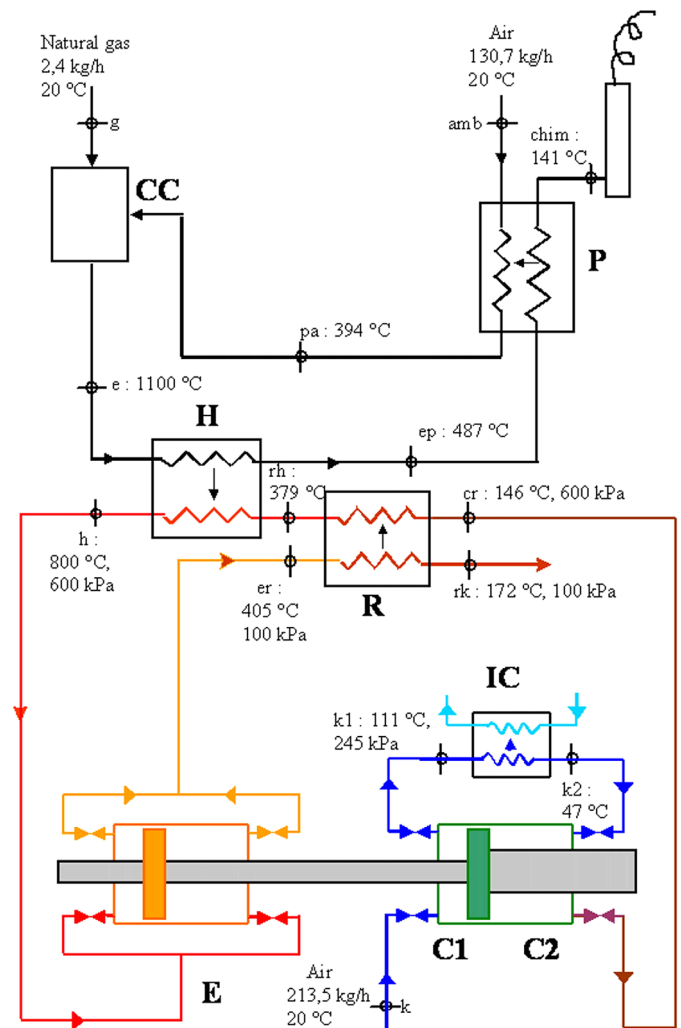 Natural gas
2,4 kg/h
20 °C
g
Air
130,7 kg/h
20 °C
amb
chim :
141 °C
CC
P
pa : 394 °C
e : 1100 °C
H
ep : 487 °C
rh :
379 °C
cr : 146 °C, 600 kPa
h :
800 °C,
600 kPa
er :
405 °C
100 kPa
R
rk : 172 °C, 100 kPa
IC
k1 : 111 °C,
245 kPa
k2 :
47 °C
C1
C2
E
Air
213,5 kg/h
20 °C
k